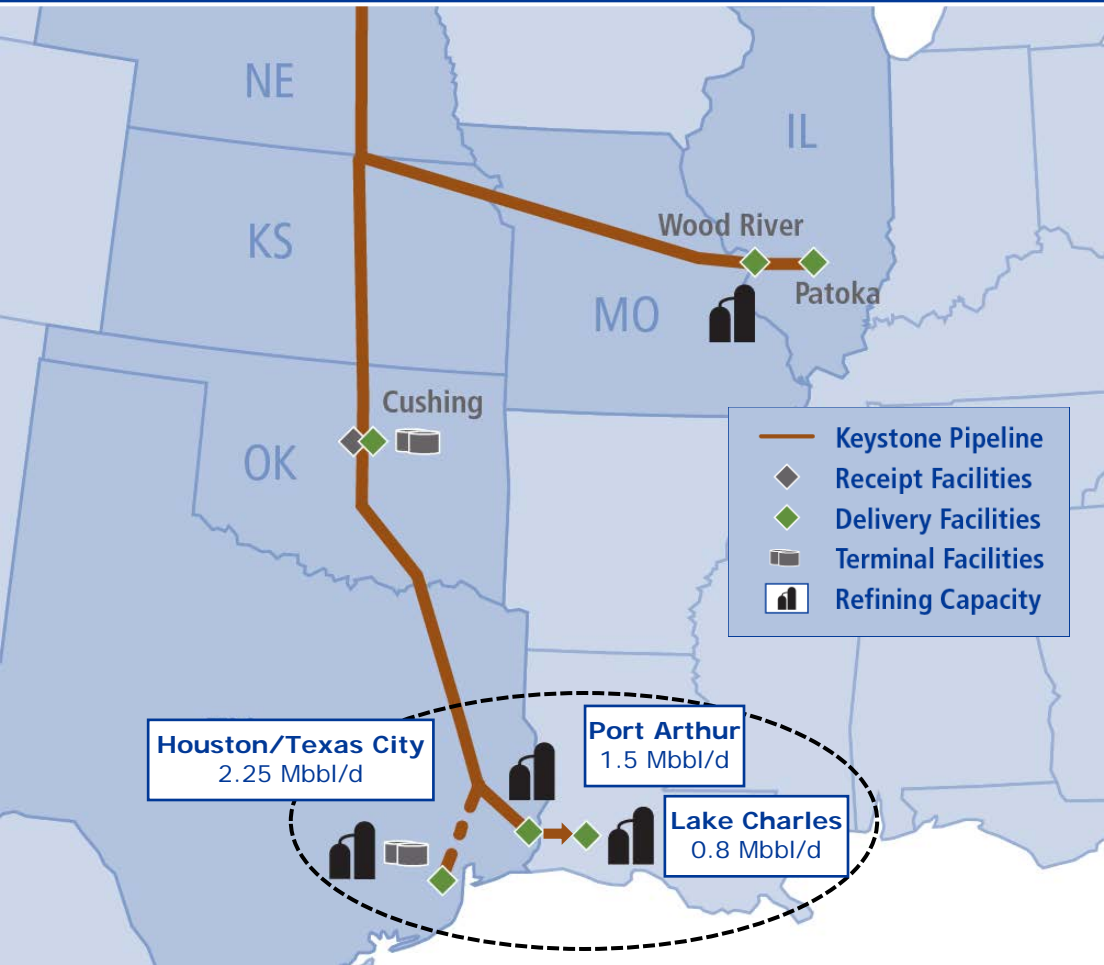 NE
IL
Wood River
KS
Patoka
MO
Cushing
OK
Keystone Pipeline
Receipt Facilities
Delivery Facilities
Terminal Facilities
Refining Capacity
Houston/Texas City
2.25 Mbbl/d
Port Arthur
1.5 Mbbl/d
Lake Charles
0.8 Mbbl/d